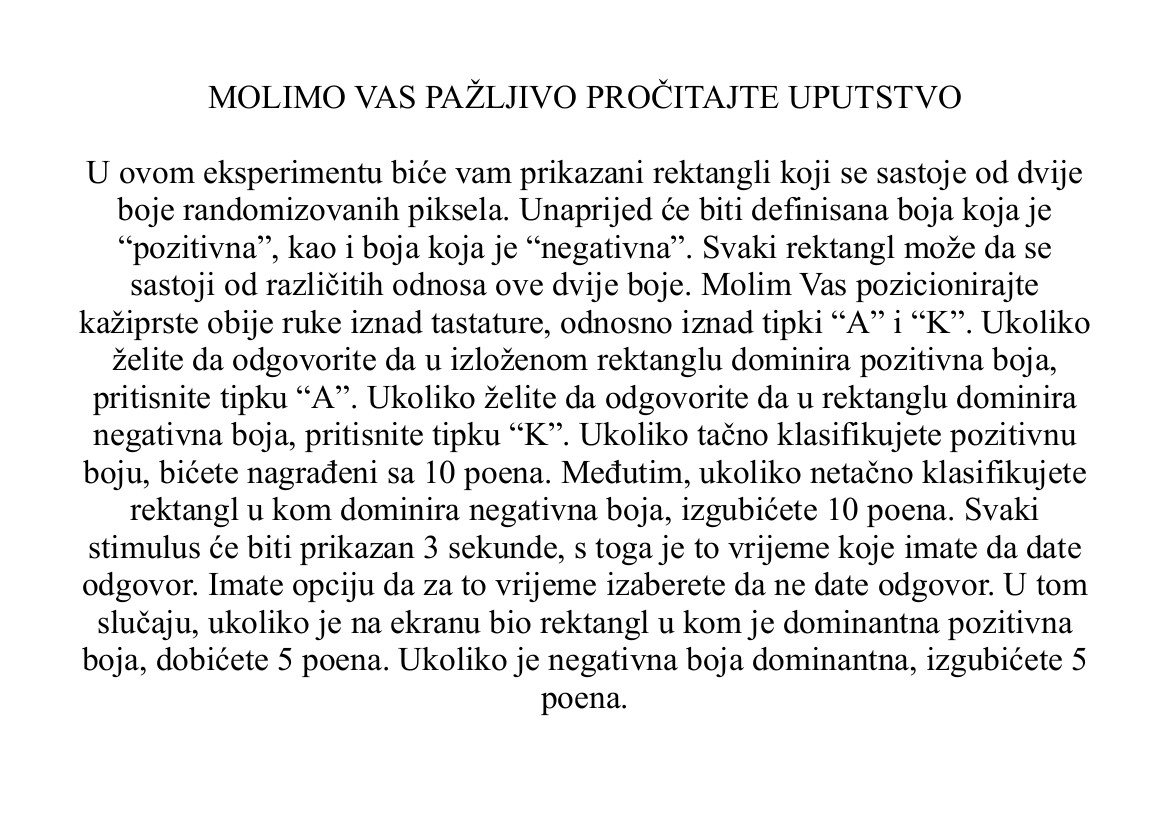 MOLIMO VAS PAŽLJIVO PROČITAJTE UPUTSTVO
U ovom eksperimentu biće vam prikazani rektangli koji se sastoje od dvije
boje randomizovanih piksela. Unaprijed će biti definisana boja koja je
“pozitivna”, kao i boja koja je “negativna”. Svaki rektangl može da se
sastoji od različitih odnosa ove dvije boje. Molim Vas pozicionirajte
kažiprste obije ruke iznad tastature, odnosno iznad tipki “A” i “K”. Ukoliko
želite da odgovorite da u izloženom rektanglu dominira pozitivna boja,
pritisnite tipku “A”. Ukoliko želite da odgovorite da u rektanglu dominira
negativna boja, pritisnite tipku “K”. Ukoliko tačno klasifikujete pozitivnu
boju, bićete nagrađeni sa 10 poena. Međutim, ukoliko netačno klasifikujete
rektangl u kom dominira negativna boja, izgubićete 10 poena. Svaki
stimulus će biti prikazan 3 sekunde, s toga je to vrijeme koje imate da date
odgovor. Imate opciju da za to vrijeme izaberete da ne date odgovor. U tom
slučaju, ukoliko je na ekranu bio rektangl u kom je dominantna pozitivna
boja, dobićete 5 poena. Ukoliko je negativna boja dominantna, izgubićete 5
poena.